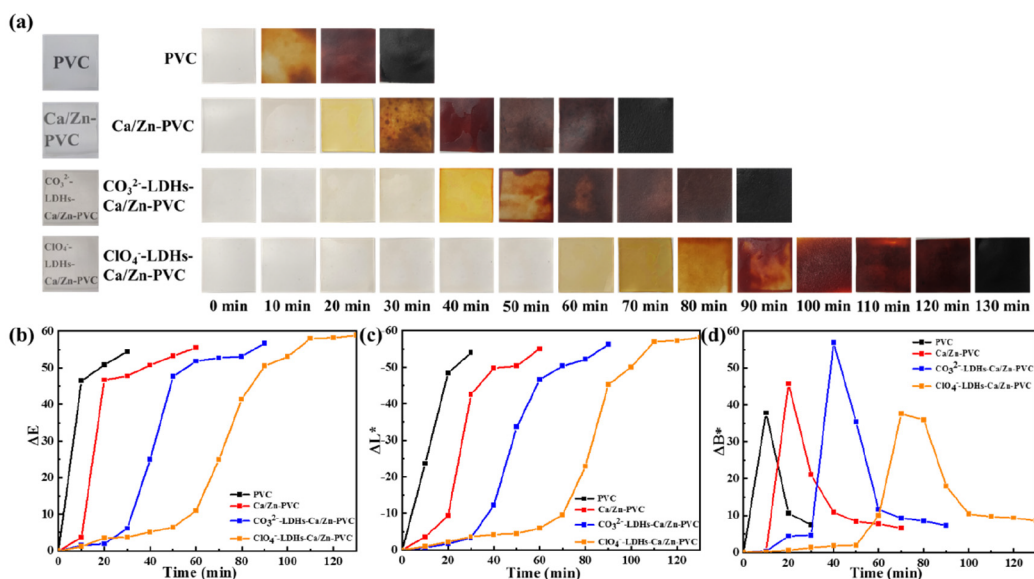 (a)
PVC
PVC
Ca/Zn-
PVC
Ca/Zn-PVC
CO₃²⁻-
LDHs-
Ca/Zn-PVC
CO₃²⁻-LDHs-
Ca/Zn-PVC
ClO₄⁻-
LDHs-
Ca/Zn-PVC
ClO₄⁻-LDHs-
Ca/Zn-PVC
0 min 10 min 20 min 30 min 40 min 50 min 60 min 70 min 80 min 90 min 100 min 110 min 120 min 130 min
(b)
60
50
40
30
20
10
0
ΔE
PVC
Ca/Zn-PVC
CO₃²⁻-LDHs-Ca/Zn-PVC
ClO₄⁻-LDHs-Ca/Zn-PVC
0 20 40 60 80 100 120
Time (min)
(c)
-50
-40
-30
-20
-10
0
ΔL*
PVC
Ca/Zn-PVC
CO₃²⁻-LDHs-Ca/Zn-PVC
ClO₄⁻-LDHs-Ca/Zn-PVC
0 20 40 60 80 100 120
Time (min)
(d)
60
50
40
30
20
10
0
ΔB*
PVC
Ca/Zn-PVC
CO₃²⁻-LDHs-Ca/Zn-PVC
ClO₄⁻-LDHs-Ca/Zn-PVC
0 20 40 60 80 100 120
Time (min)